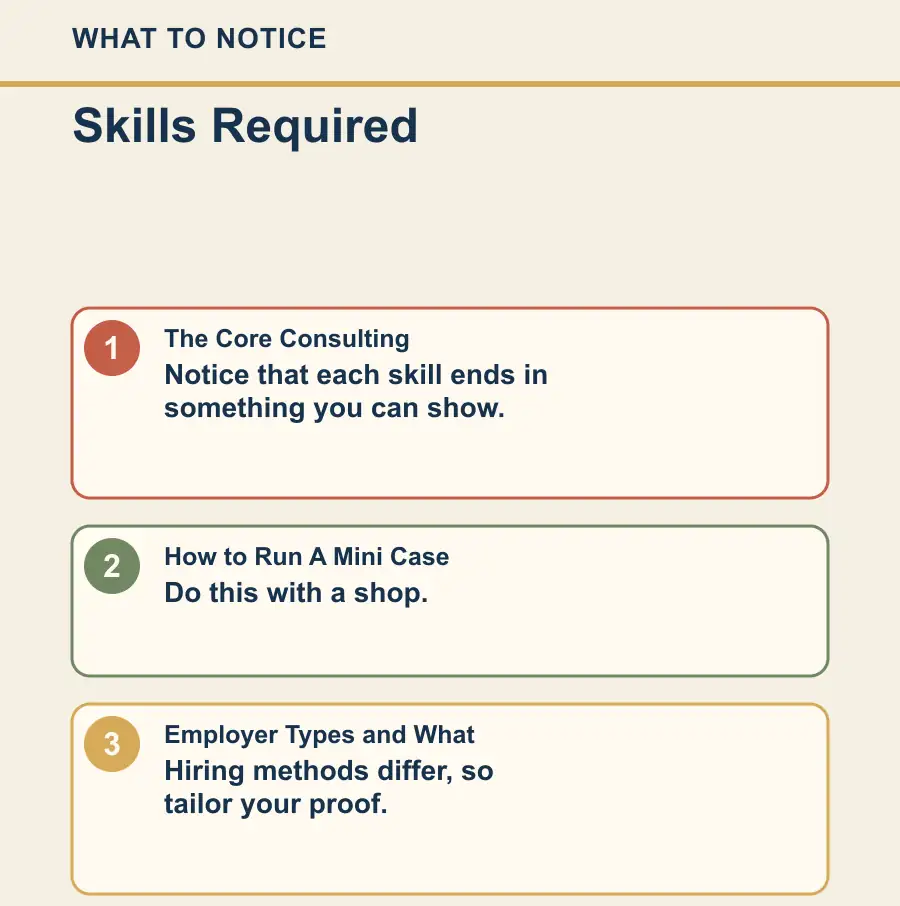 WHAT TO NOTICE
Skills Required
1
The Core Consulting
Notice that each skill ends in
something you can show.
2
How to Run A Mini Case
Do this with a shop.
3
Employer Types and What
Hiring methods differ, so
tailor your proof.